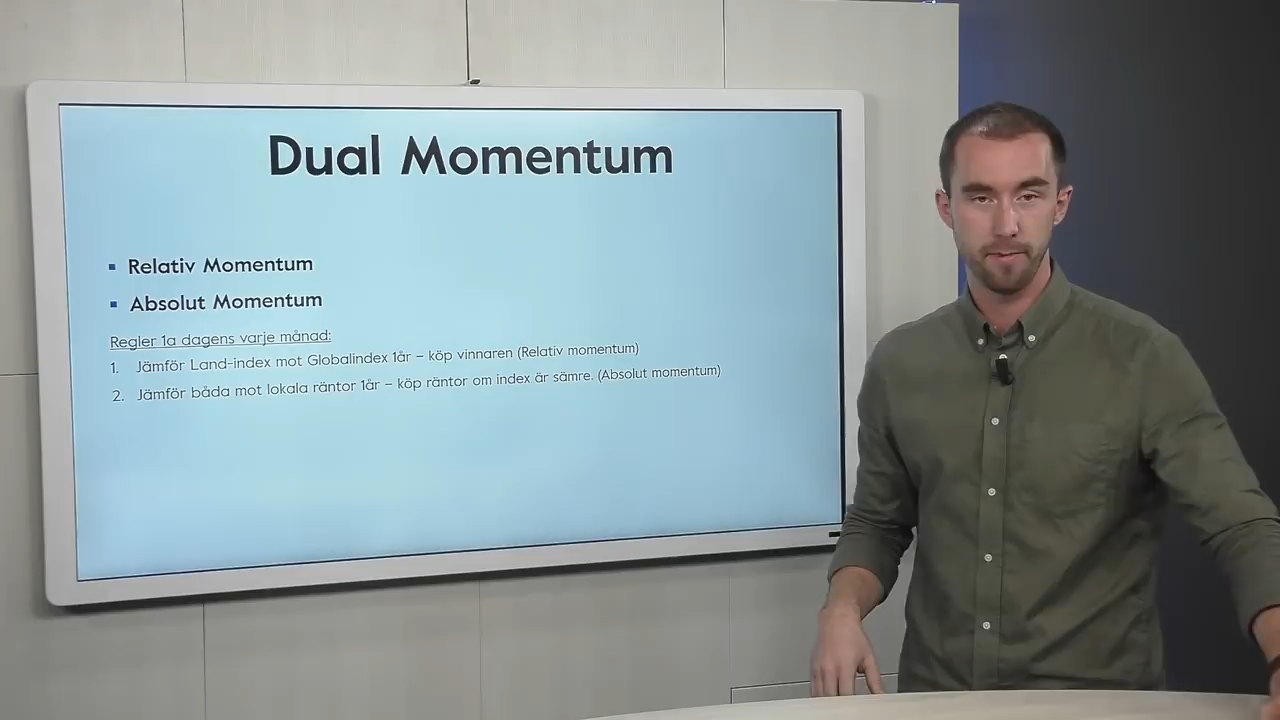 Dual Momentum
Relativ Momentum
Absolut Momentum
Regler 1a dagens varje månad:
1. Jämför Land-index mot Globalindex 1år – köp vinnaren (Relativ momentum)
2. Jämför båda mot lokala räntor 1år – köp räntor om index är sämre. (Absolut momentum)